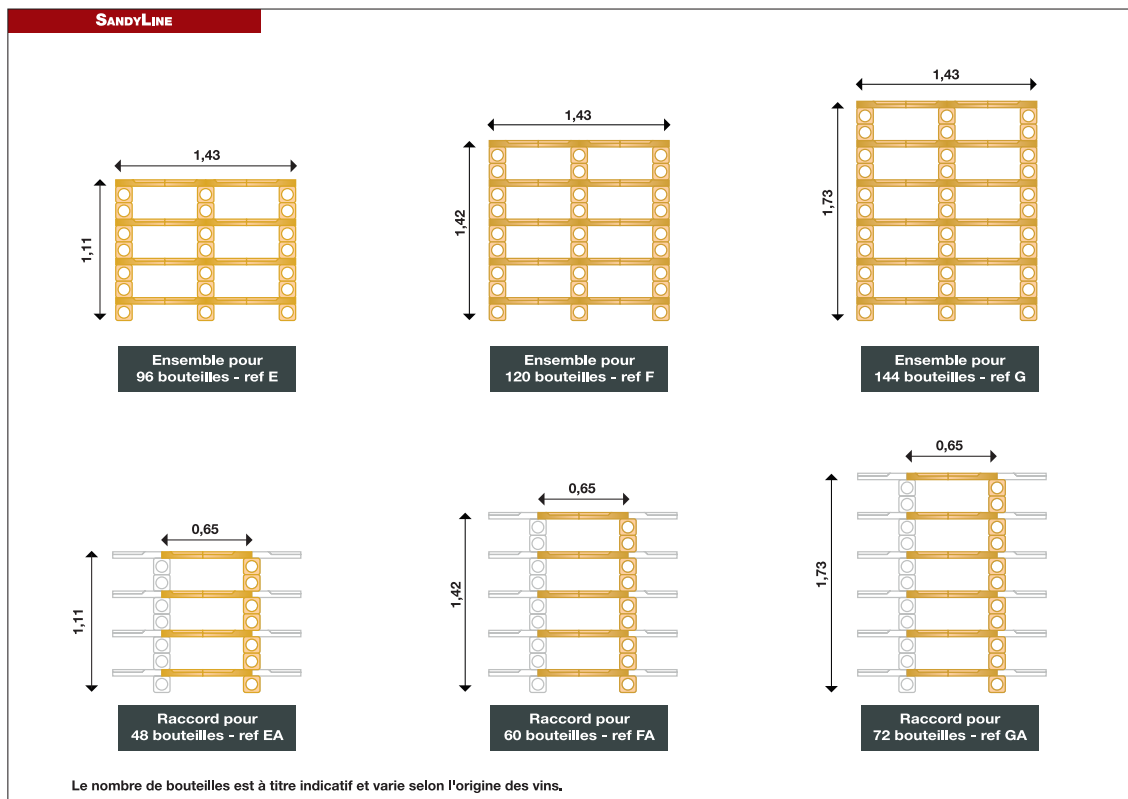 SANDYLINE
1,43
1,11
Ensemble pour
96 bouteilles - ref E
1,43
1,42
Ensemble pour
120 bouteilles - ref F
1,43
1,73
Ensemble pour
144 bouteilles - ref G
0,65
1,11
Raccord pour
48 bouteilles - ref EA
0,65
1,42
Raccord pour
60 bouteilles - ref FA
0,65
1,73
Raccord pour
72 bouteilles - ref GA
Le nombre de bouteilles est à titre indicatif et varie selon l'origine des vins.